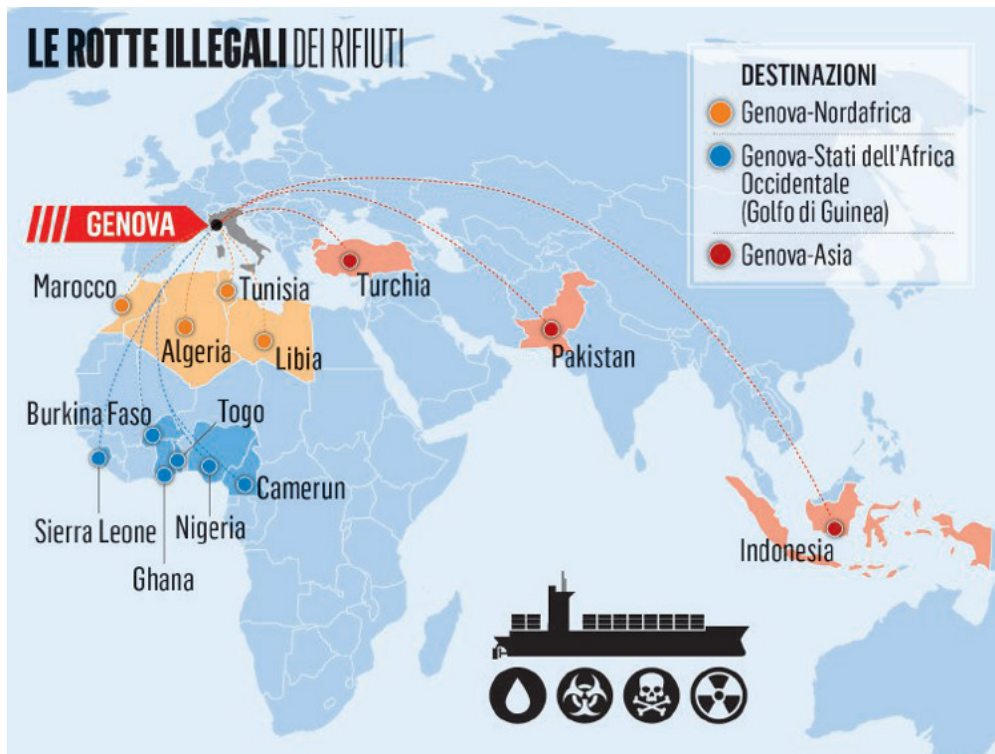 LE ROTTE ILLEGALI DEI RIFIUTI
DESTINAZIONI
Genova-Nordafrica
Genova-Stati dell'Africa
Occidentale
(Golfo di Guinea)
Genova-Asia
GENOVA
Marocco
Tunisia
Turchia
Algeria
Libia
Pakistan
Burkina Faso
Togo
Camerun
Sierra Leone
Nigeria
Ghana
Indonesia